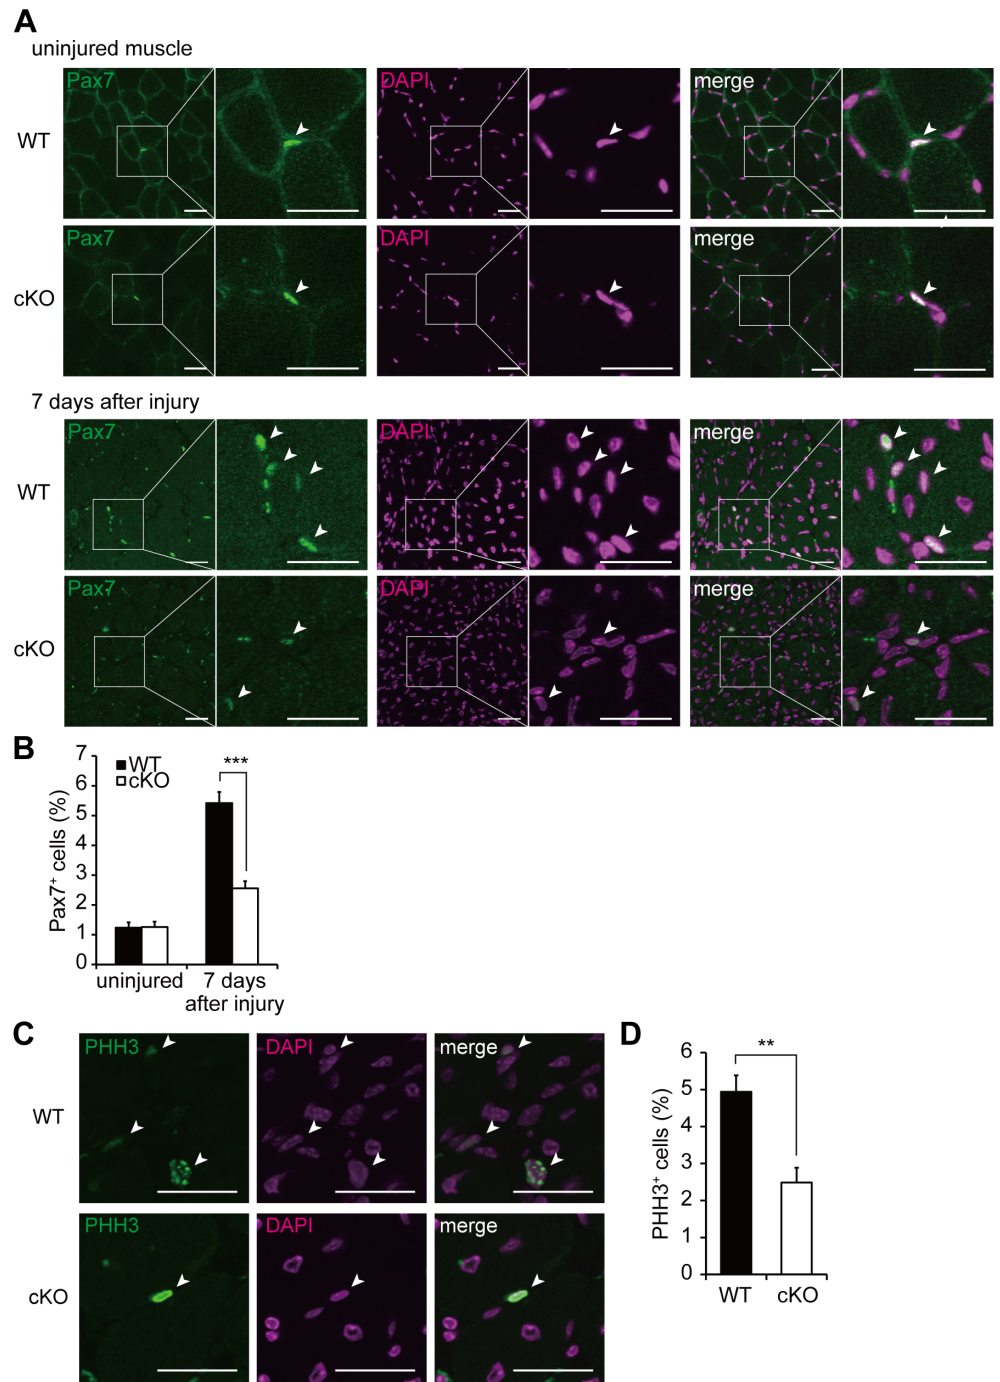 A
uninjured muscle
Pax7 DAPI merge
WT
Pax7 DAPI merge
cKO
7 days after injury
Pax7 DAPI merge
WT
Pax7 DAPI merge
cKO
B
7
6
5
4
3
2
1
0
Pax7⁺ cells (%)
WT
cKO
***
uninjured
7 days
after injury
C
PHH3 DAPI merge
WT
PHH3 DAPI merge
cKO
D
6
5
4
3
2
1
0
PHH3⁺ cells (%)
**
WT cKO